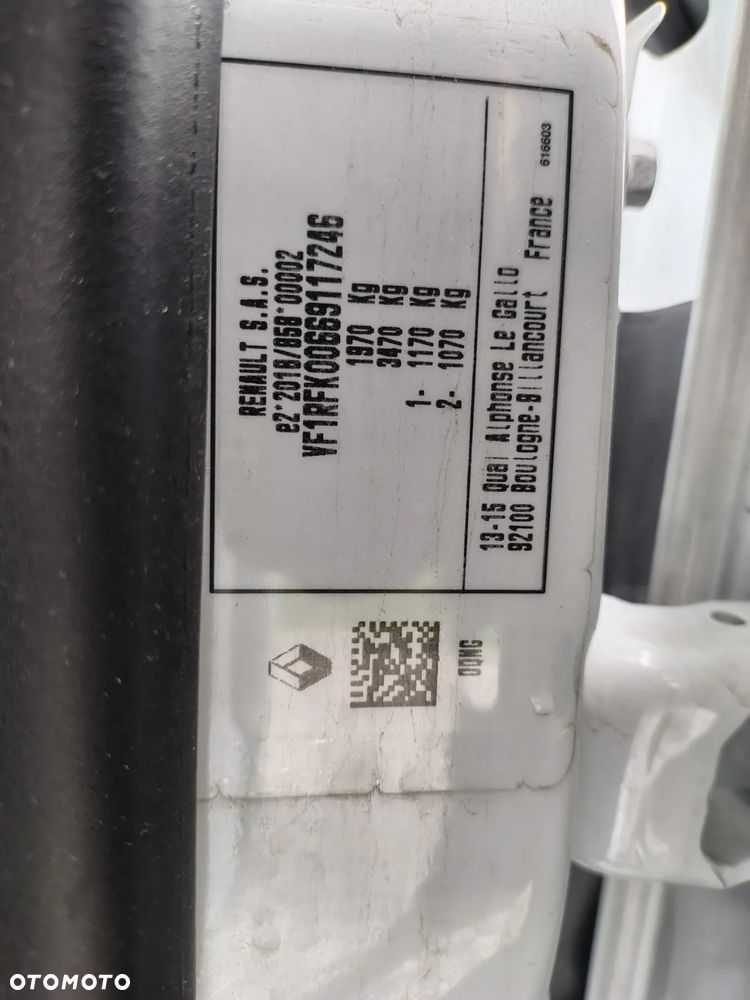 RENAULT S.A.S.
e2*2018/858*00002
VF1RFK00669117246
1970 Kg
3470 Kg
1- 1170 Kg
2- 1070 Kg
13-15 Quai Alphonse Le Gallo
92100 Boulogne-Billancourt France
616603
DQMG
OTOMOTO